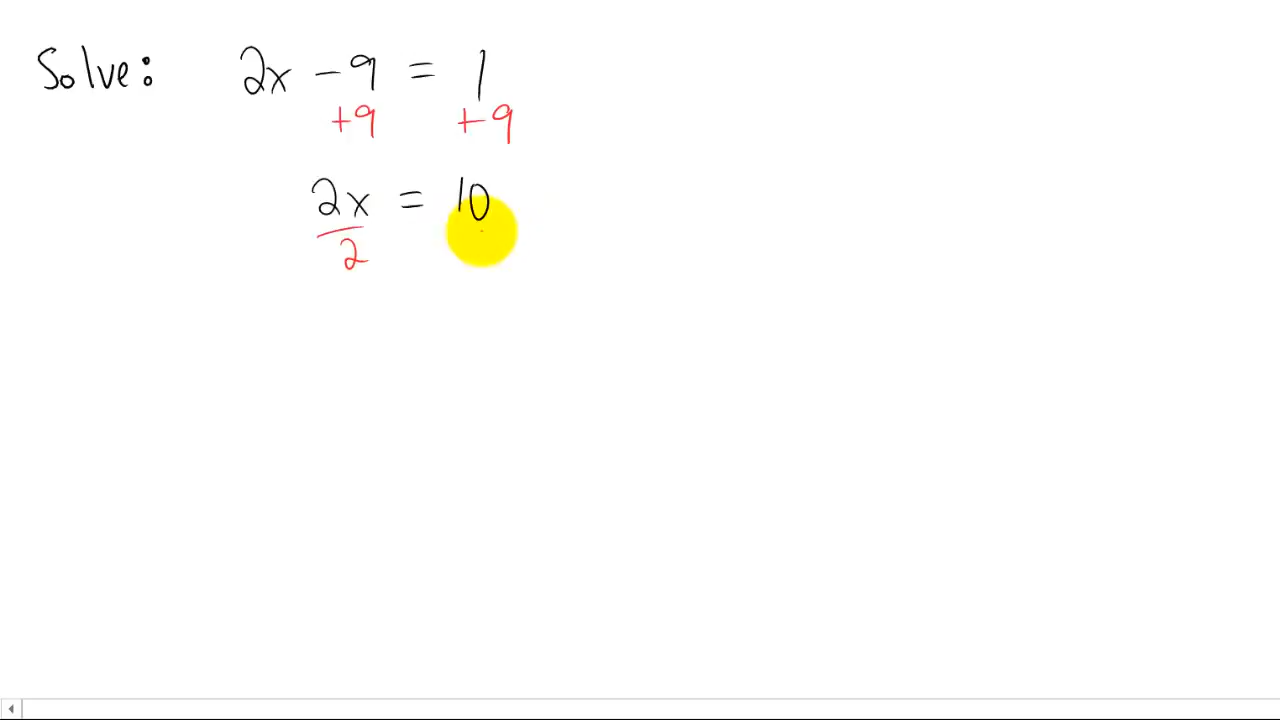 Solve: 2x - 9 = 1
+9 +9
2x = 10
2